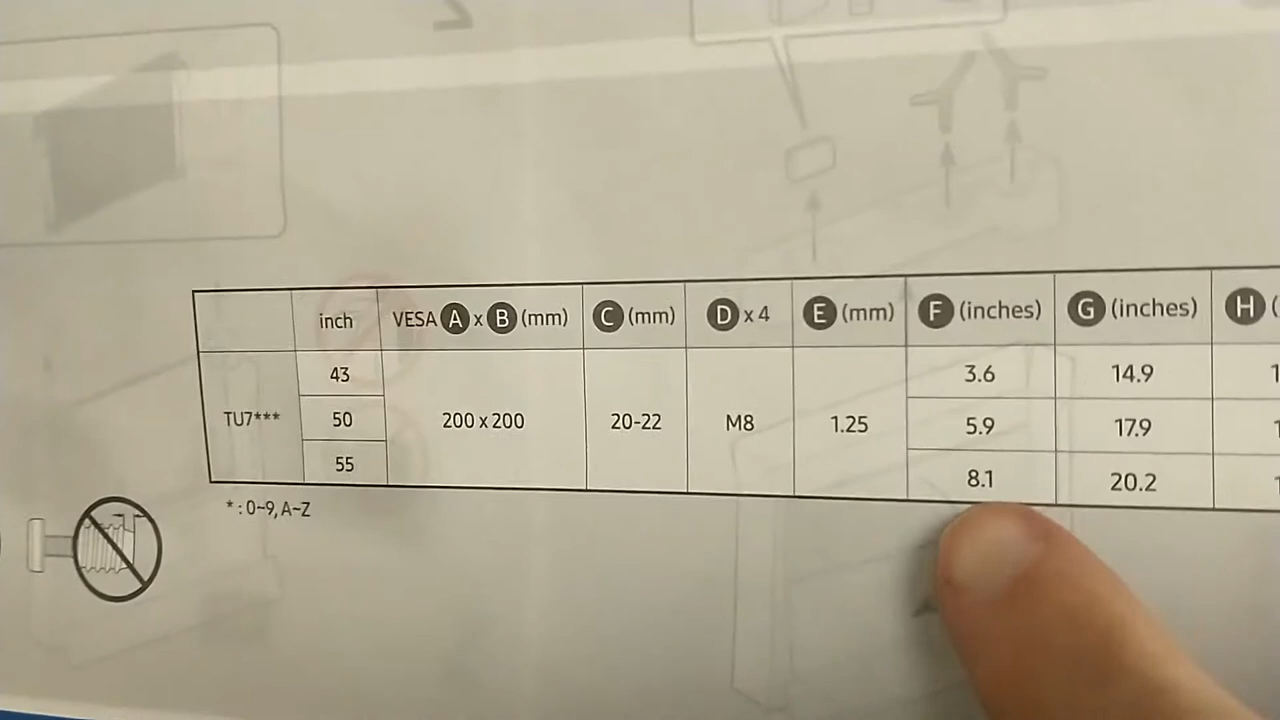 inch VESA A x B (mm) C (mm) D x 4 E (mm) F (inches) G (inches) H (
43 3.6 14.9
TU7*** 50 200 x 200 20-22 M8 1.25 5.9 17.9
55 8.1 20.2
* : 0~9, A~Z